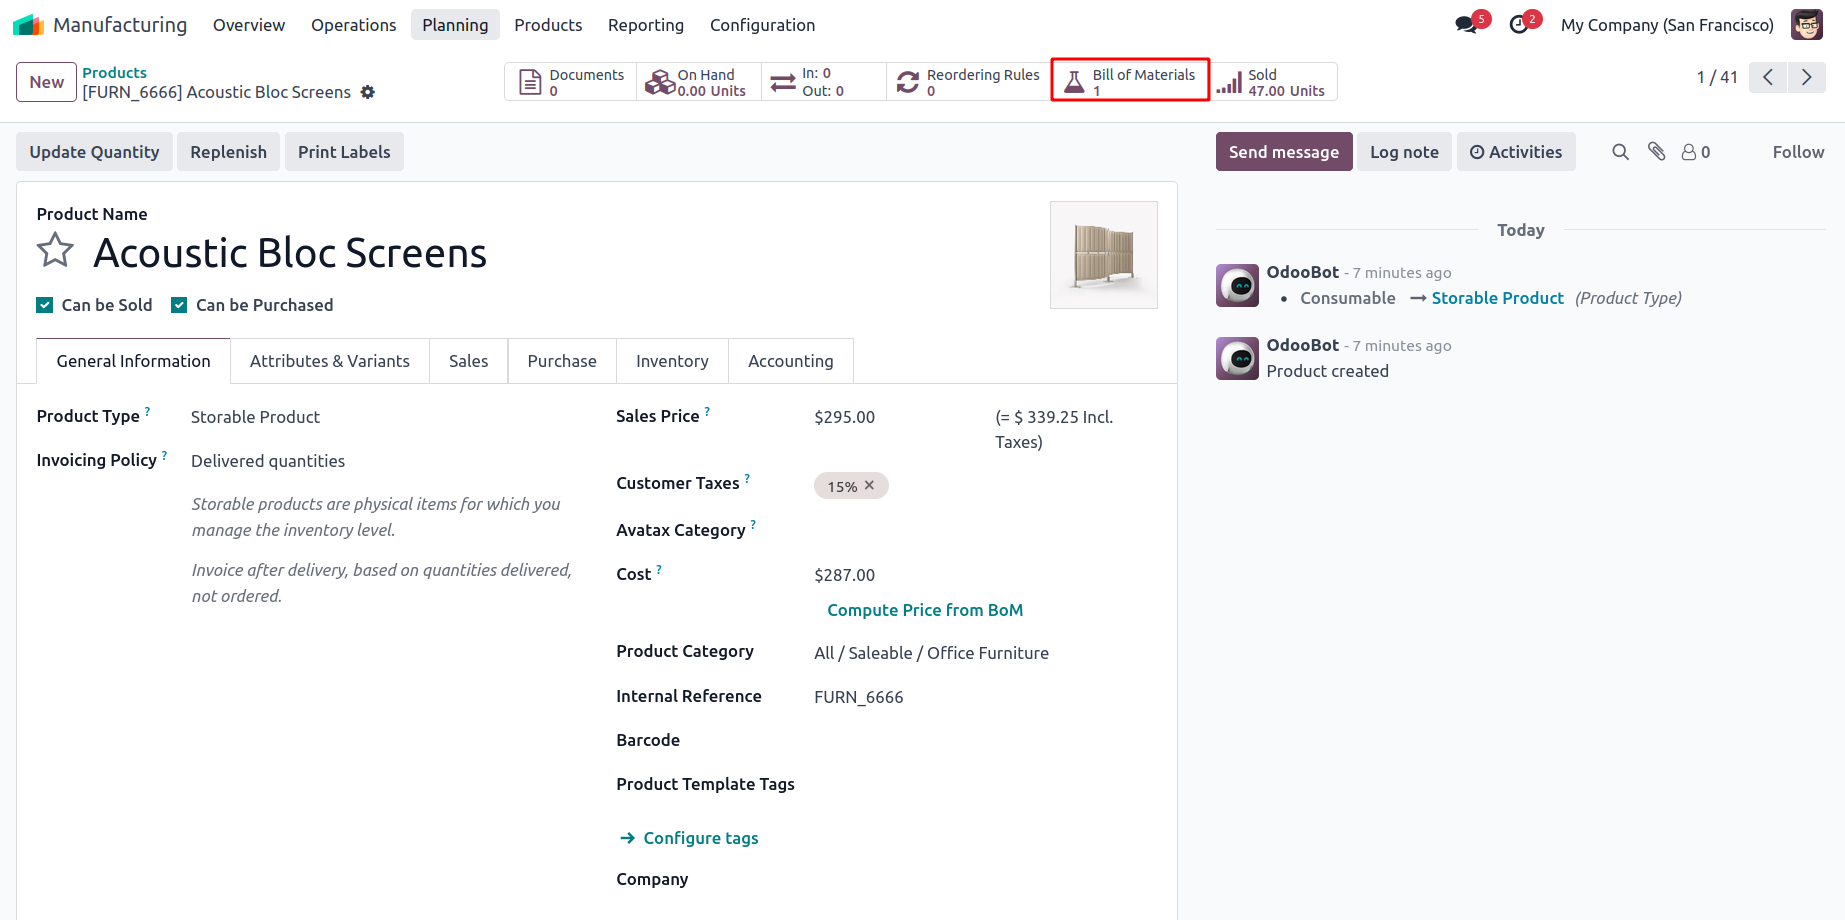 Manufacturing Overview Operations Planning Products Reporting Configuration 5 2 My Company (San Francisco)
New Products
[FURN_6666] Acoustic Bloc Screens
Documents
0
On Hand
0.00 Units
In: 0
Out: 0
Reordering Rules
0
Bill of Materials
1
Sold
47.00 Units
1 / 41
Update Quantity Replenish Print Labels
Send message Log note Activities 0 Follow
Product Name
Acoustic Bloc Screens
Can be Sold Can be Purchased
General Information Attributes & Variants Sales Purchase Inventory Accounting
Product Type ? Storable Product
Invoicing Policy ? Delivered quantities
Storable products are physical items for which you
manage the inventory level.
Invoice after delivery, based on quantities delivered,
not ordered.
Sales Price ? $295.00 (= $ 339.25 Incl.
Taxes)
Customer Taxes ? 15% ×
Avatax Category ?
Cost ? $287.00
Compute Price from BoM
Product Category All / Saleable / Office Furniture
Internal Reference FURN_6666
Barcode
Product Template Tags
→ Configure tags
Company
Today
OdooBot - 7 minutes ago
• Consumable → Storable Product (Product Type)
OdooBot - 7 minutes ago
Product created